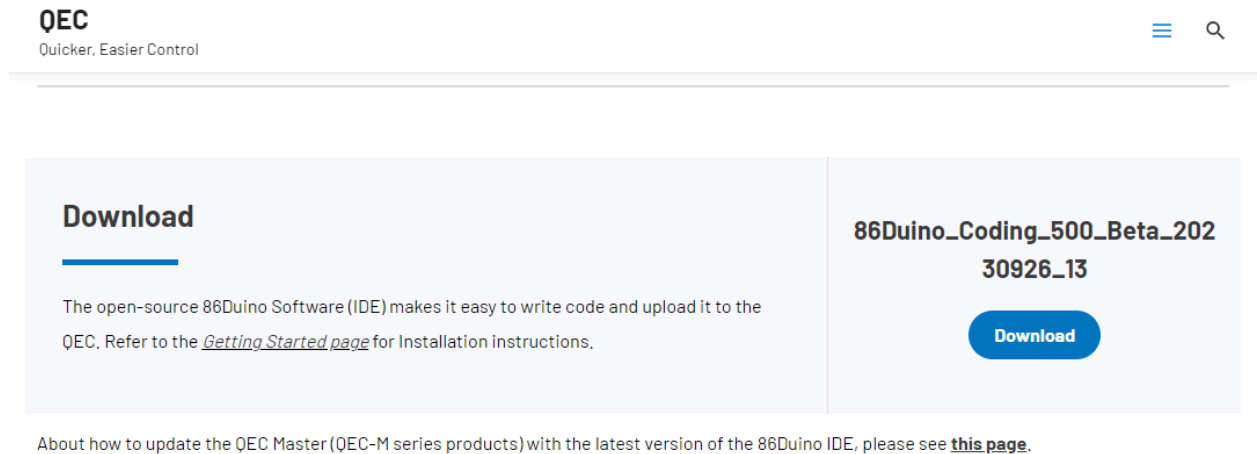 QEC
Quicker, Easier Control
Download
The open-source 86Duino Software (IDE) makes it easy to write code and upload it to the
QEC. Refer to the Getting Started page for Installation instructions.
86Duino_Coding_500_Beta_202
30926_13
Download
About how to update the QEC Master (QEC-M series products) with the latest version of the 86Duino IDE, please see this page.